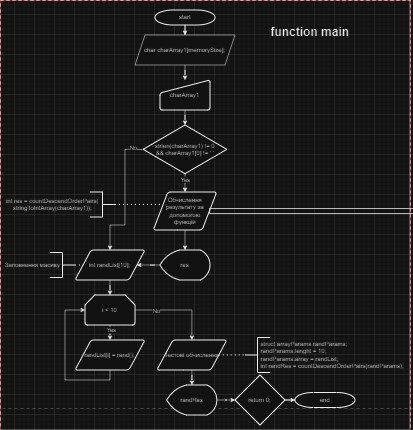 start
function main
char charArray1[memorySize];
charArray1
strlen(charArray1) != 0
&& charArray1[0] != ' '
No
Yes
int res = countDescendOrderPairs(
stringToIntArray(charArray1));
Обчислення
результату за
допомогою
функції
Заповнення масиву
int randList[10];
res
i < 10
No
Yes
randList[i] = rand();
Тестові обчислення
struct arrayParams randParams;
randParams.length = 10;
randParams.array = randList;
int randRes = countDescendOrderPairs(randParams);
randRes
return 0;
end